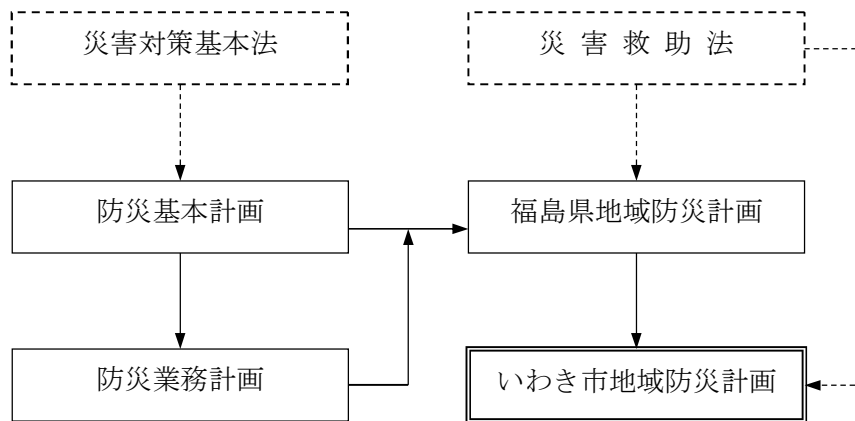 災害対策基本法
災 害 救 助 法
防災基本計画
福島県地域防災計画
防災業務計画
いわき市地域防災計画